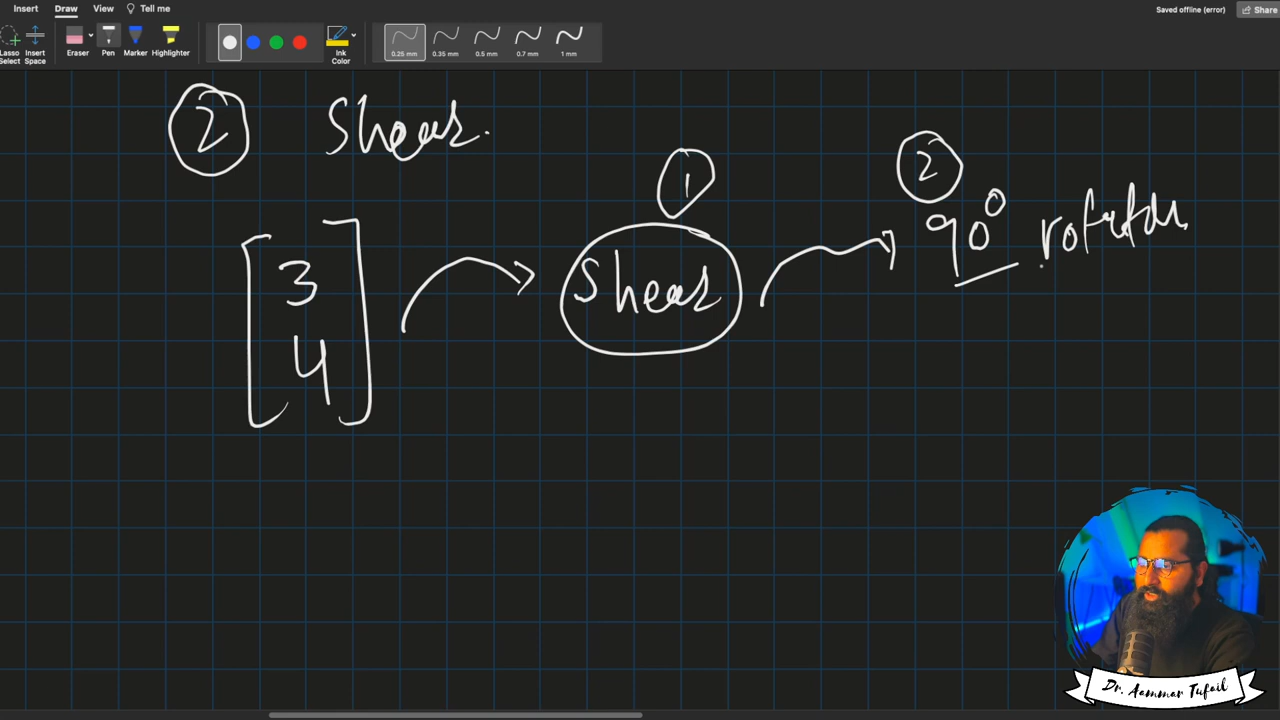 Insert Draw View Tell me
Saved offline (error) Share
Lasso Select
Insert Space
Eraser
Pen
Marker
Highlighter
Ink Color
0.25 mm 0.35 mm 0.5 mm 0.7 mm 1 mm
2 Shear.
1
2
3
4
Shear
90° rotation
Dr. Aammar Tufail